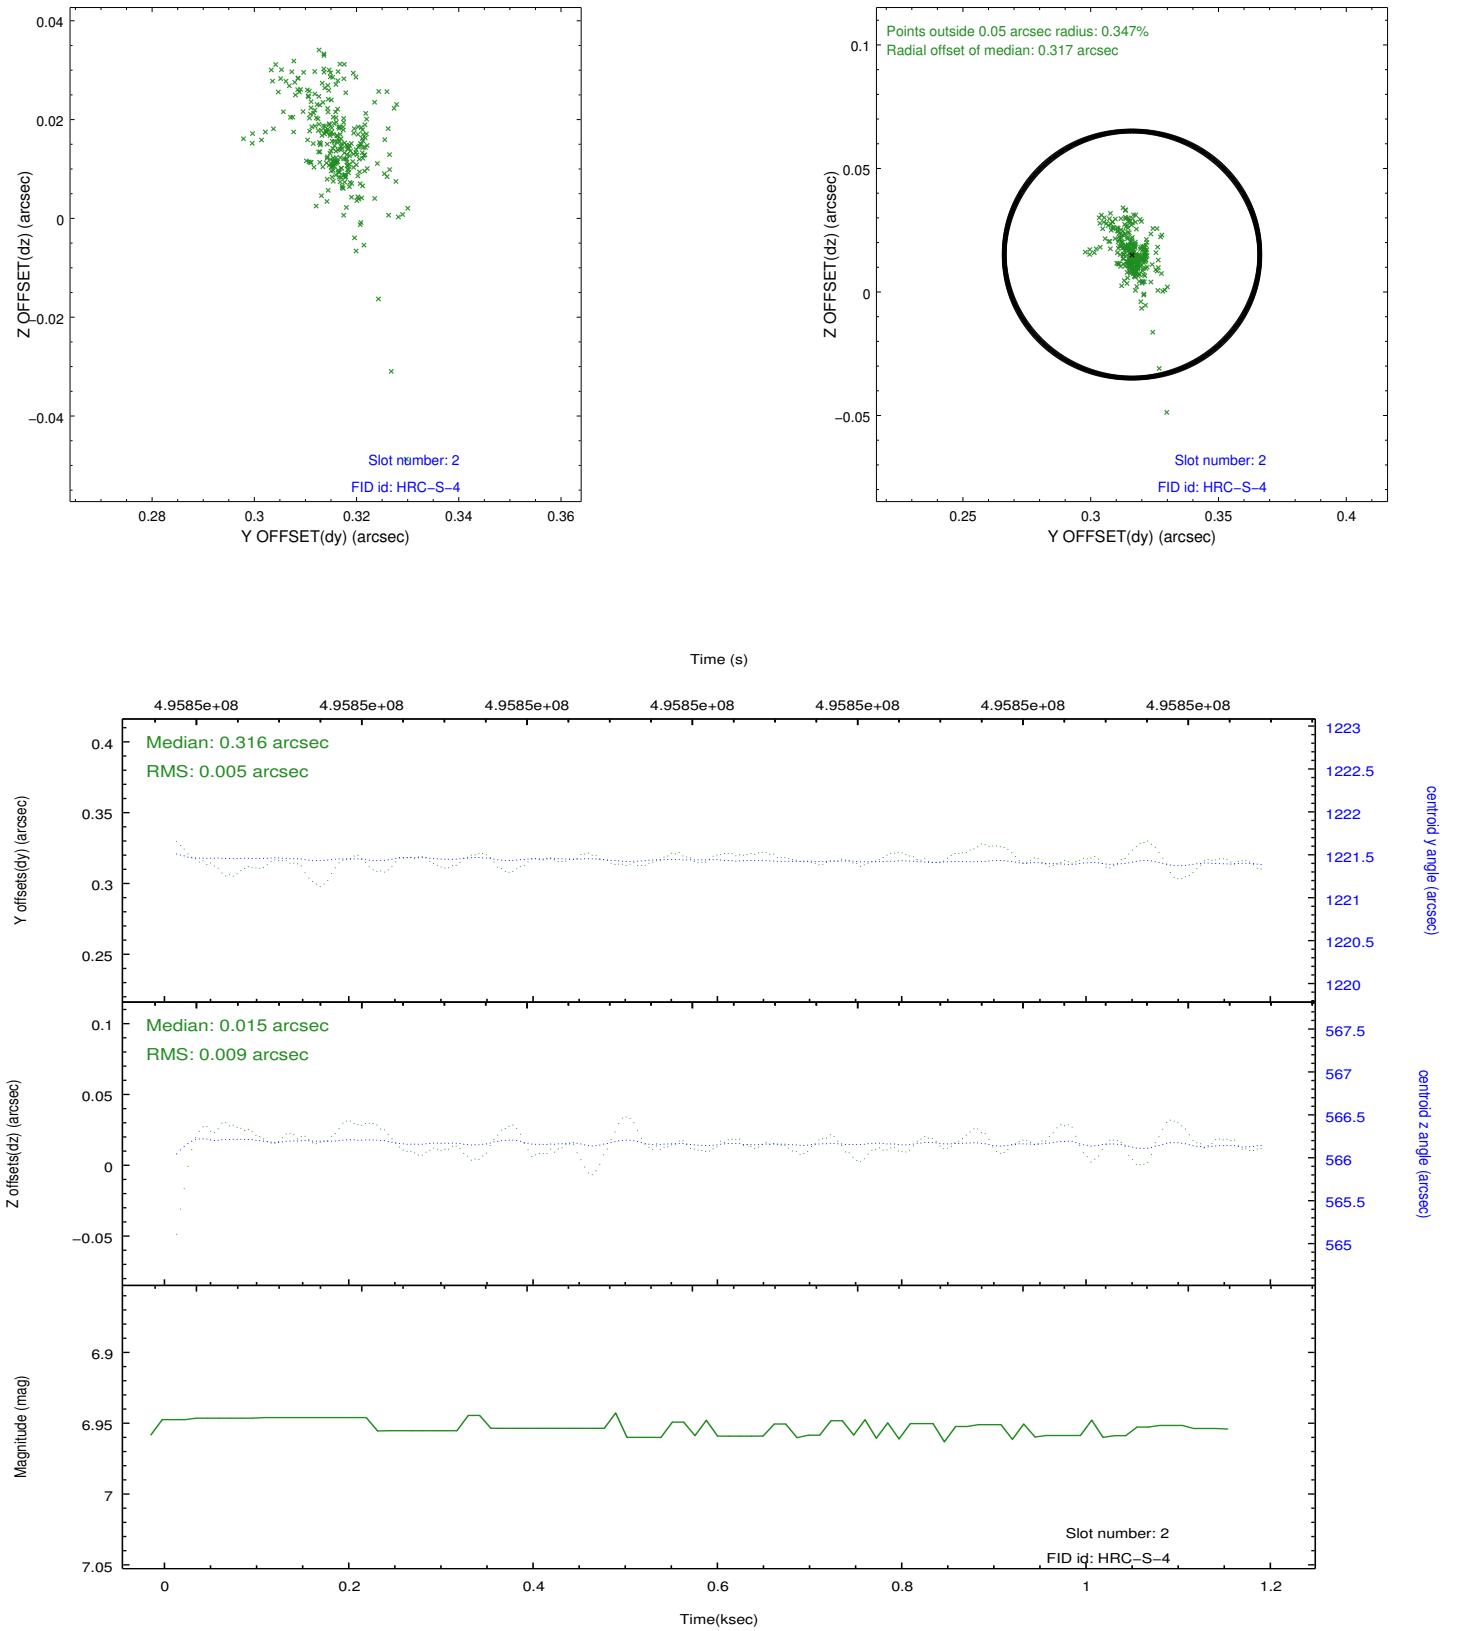 0.04
0.02
0
−0.02
−0.04
Z OFFSET(dz) (arcsec)
Slot number: 2
FID id: HRC−S−4
0.28
0.3
0.32
0.34
0.36
Y OFFSET(dy) (arcsec)
Points outside 0.05 arcsec radius: 0.347%
Radial offset of median: 0.317 arcsec
0.1
0.05
0
−0.05
Z OFFSET(dz) (arcsec)
Slot number: 2
FID id: HRC−S−4
0.25
0.3
0.35
0.4
Y OFFSET(dy) (arcsec)
Time (s)
4.9585e+08 4.9585e+08 4.9585e+08 4.9585e+08 4.9585e+08 4.9585e+08 4.9585e+08
Median: 0.316 arcsec
RMS: 0.005 arcsec
0.4
0.35
0.3
0.25
Y offsets(dy) (arcsec)
1223
1222.5
1222
1221.5
1221
1220.5
1220
centroid y angle (arcsec)
Median: 0.015 arcsec
RMS: 0.009 arcsec
0.1
0.05
0
−0.05
Z offsets(dz) (arcsec)
567.5
567
566.5
566
565.5
565
centroid z angle (arcsec)
6.9
6.95
7
7.05
Magnitude (mag)
Slot number: 2
FID id: HRC−S−4
0
0.2
0.4
0.6
0.8
1
1.2
Time(ksec)